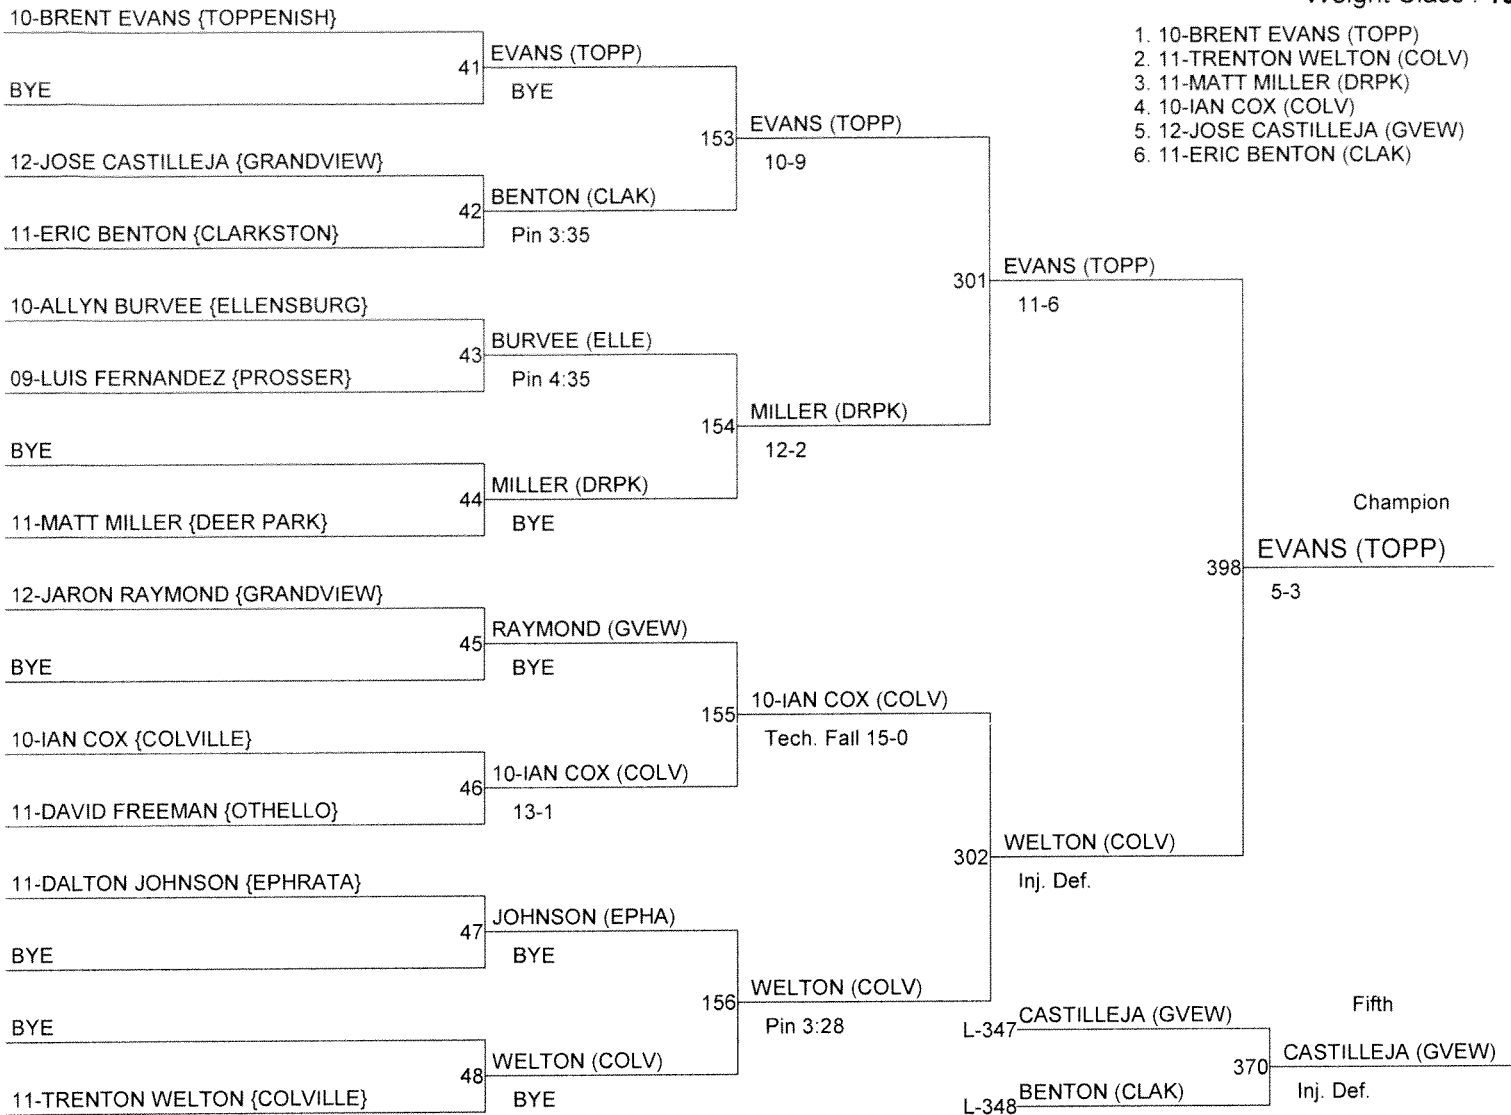 1. 10-BRENT EVANS (TOPP)
2. 11-TRENTON WELTON (COLV)
3. 11-MATT MILLER (DRPK)
4. 10-IAN COX (COLV)
5. 12-JOSE CASTILLEJA (GVEW)
6. 11-ERIC BENTON (CLAK)
10-BRENT EVANS {TOPPENISH}
BYE
12-JOSE CASTILLEJA {GRANDVIEW}
11-ERIC BENTON {CLARKSTON}
10-ALLYN BURVEE {ELLENSBURG}
09-LUIS FERNANDEZ {PROSSER}
BYE
11-MATT MILLER {DEER PARK}
12-JARON RAYMOND {GRANDVIEW}
BYE
10-IAN COX {COLVILLE}
11-DAVID FREEMAN {OTHELLO}
11-DALTON JOHNSON {EPHRATA}
BYE
BYE
11-TRENTON WELTON {COLVILLE}
41 EVANS (TOPP)
BYE
42 BENTON (CLAK)
Pin 3:35
43 BURVEE (ELLE)
Pin 4:35
44 MILLER (DRPK)
BYE
45 RAYMOND (GVEW)
BYE
46 10-IAN COX (COLV)
13-1
47 JOHNSON (EPHA)
BYE
48 WELTON (COLV)
BYE
153 EVANS (TOPP)
10-9
154 MILLER (DRPK)
12-2
155 10-IAN COX (COLV)
Tech. Fall 15-0
156 WELTON (COLV)
Pin 3:28
301 EVANS (TOPP)
11-6
302 WELTON (COLV)
Inj. Def.
Champion
398 EVANS (TOPP)
5-3
Fifth
L-347 CASTILLEJA (GVEW)
L-348 BENTON (CLAK)
370 CASTILLEJA (GVEW)
Inj. Def.